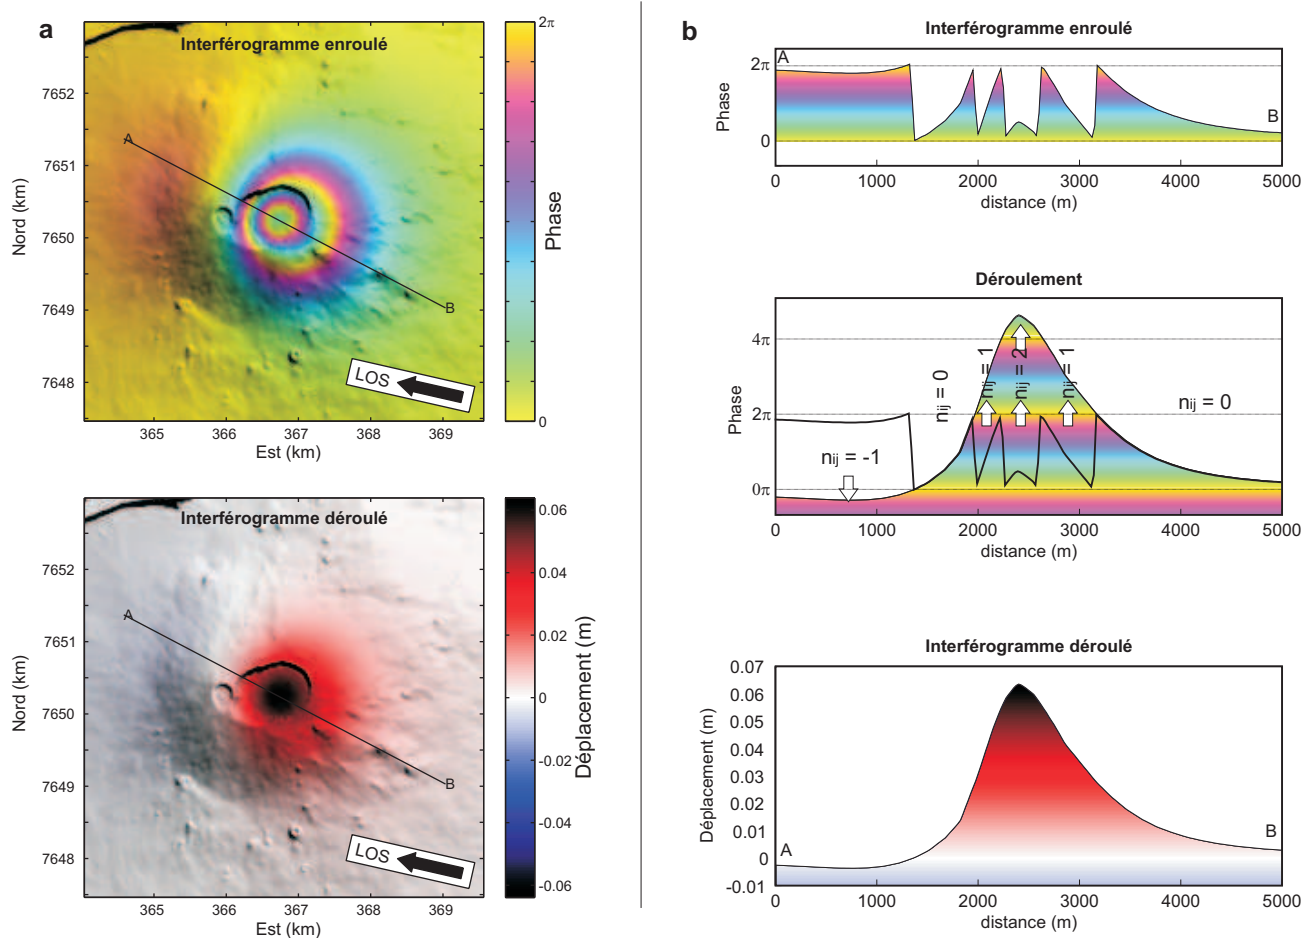 a
Interférogramme enroulé
2π
Phase
0
7652
7651
7650
7649
7648
Nord (km)
A
B
LOS
365
366
367
368
369
Est (km)
Interférogramme déroulé
0.06
0.04
0.02
0
-0.02
-0.04
-0.06
Déplacement (m)
7652
7651
7650
7649
7648
Nord (km)
A
B
LOS
365
366
367
368
369
Est (km)
b
Interférogramme enroulé
A
2π
0
Phase
B
0
1000
2000
3000
4000
5000
distance (m)
Déroulement
4π
2π
0π
Phase
nij = -1
nij = 0
nij = 1
nij = 2
nij = 1
nij = 0
0
1000
2000
3000
4000
5000
distance (m)
Interférogramme déroulé
0.07
0.06
0.05
0.04
0.03
0.02
0.01
0
-0.01
Déplacement (m)
A
B
0
1000
2000
3000
4000
5000
distance (m)